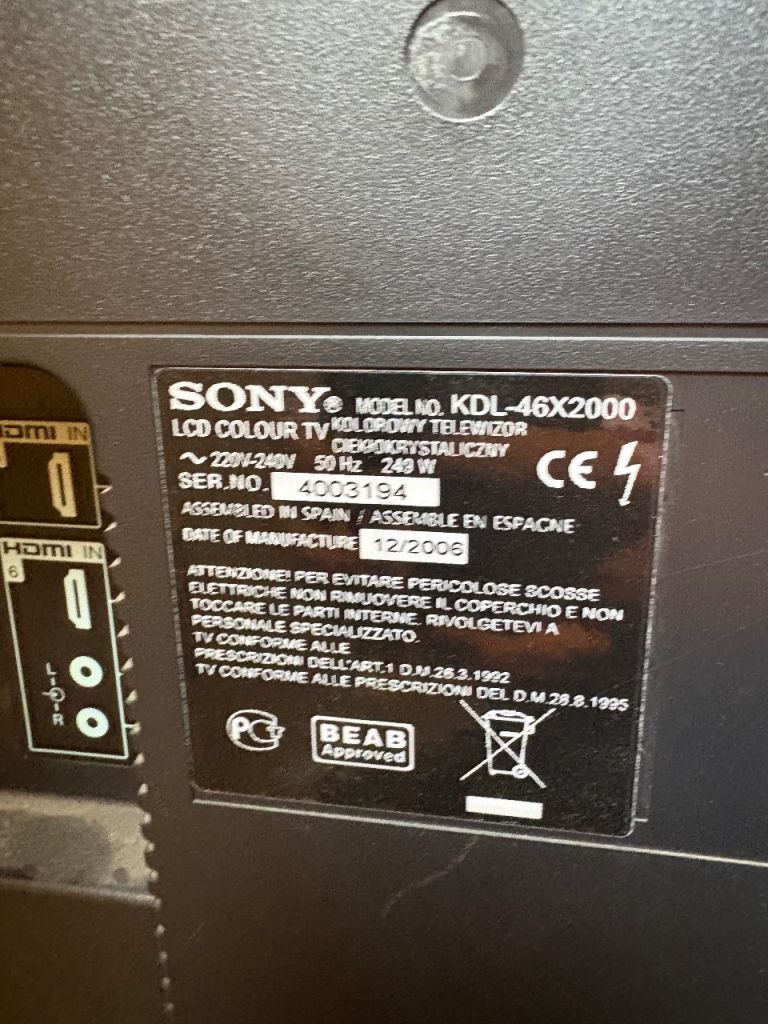 SONY® MODEL NO. KDL-46X2000
LCD COLOUR TV KOLOROWY TELEWIZOR
CIEKŁOKRYSTALICZNY
~ 220V-240V 50 Hz 249 W
CE
SER.NO. 4003194
ASSEMBLED IN SPAIN / ASSEMBLE EN ESPAGNE
DATE OF MANUFACTURE 12/2006
ATTENZIONE! PER EVITARE PERICOLOSE SCOSSE
ELETTRICHE NON RIMUOVERE IL COPERCHIO E NON
TOCCARE LE PARTI INTERNE. RIVOLGETEVI A
PERSONALE SPECIALIZZATO.
TV CONFORME ALLE
PRESCRIZIONI DELL'ART.1 D.M.26.3.1992
TV CONFORME ALLE PRESCRIZIONI DEL D.M.28.8.1995
BEAB
Approved
HDMI IN
HDMI IN
6
L
R